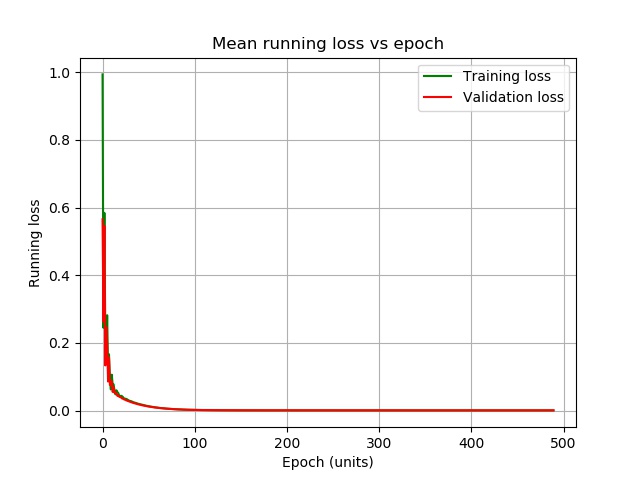 Mean running loss vs epoch
Training loss
Validation loss
1.0
0.8
0.6
0.4
0.2
0.0
Running loss
0
100
200
300
400
500
Epoch (units)